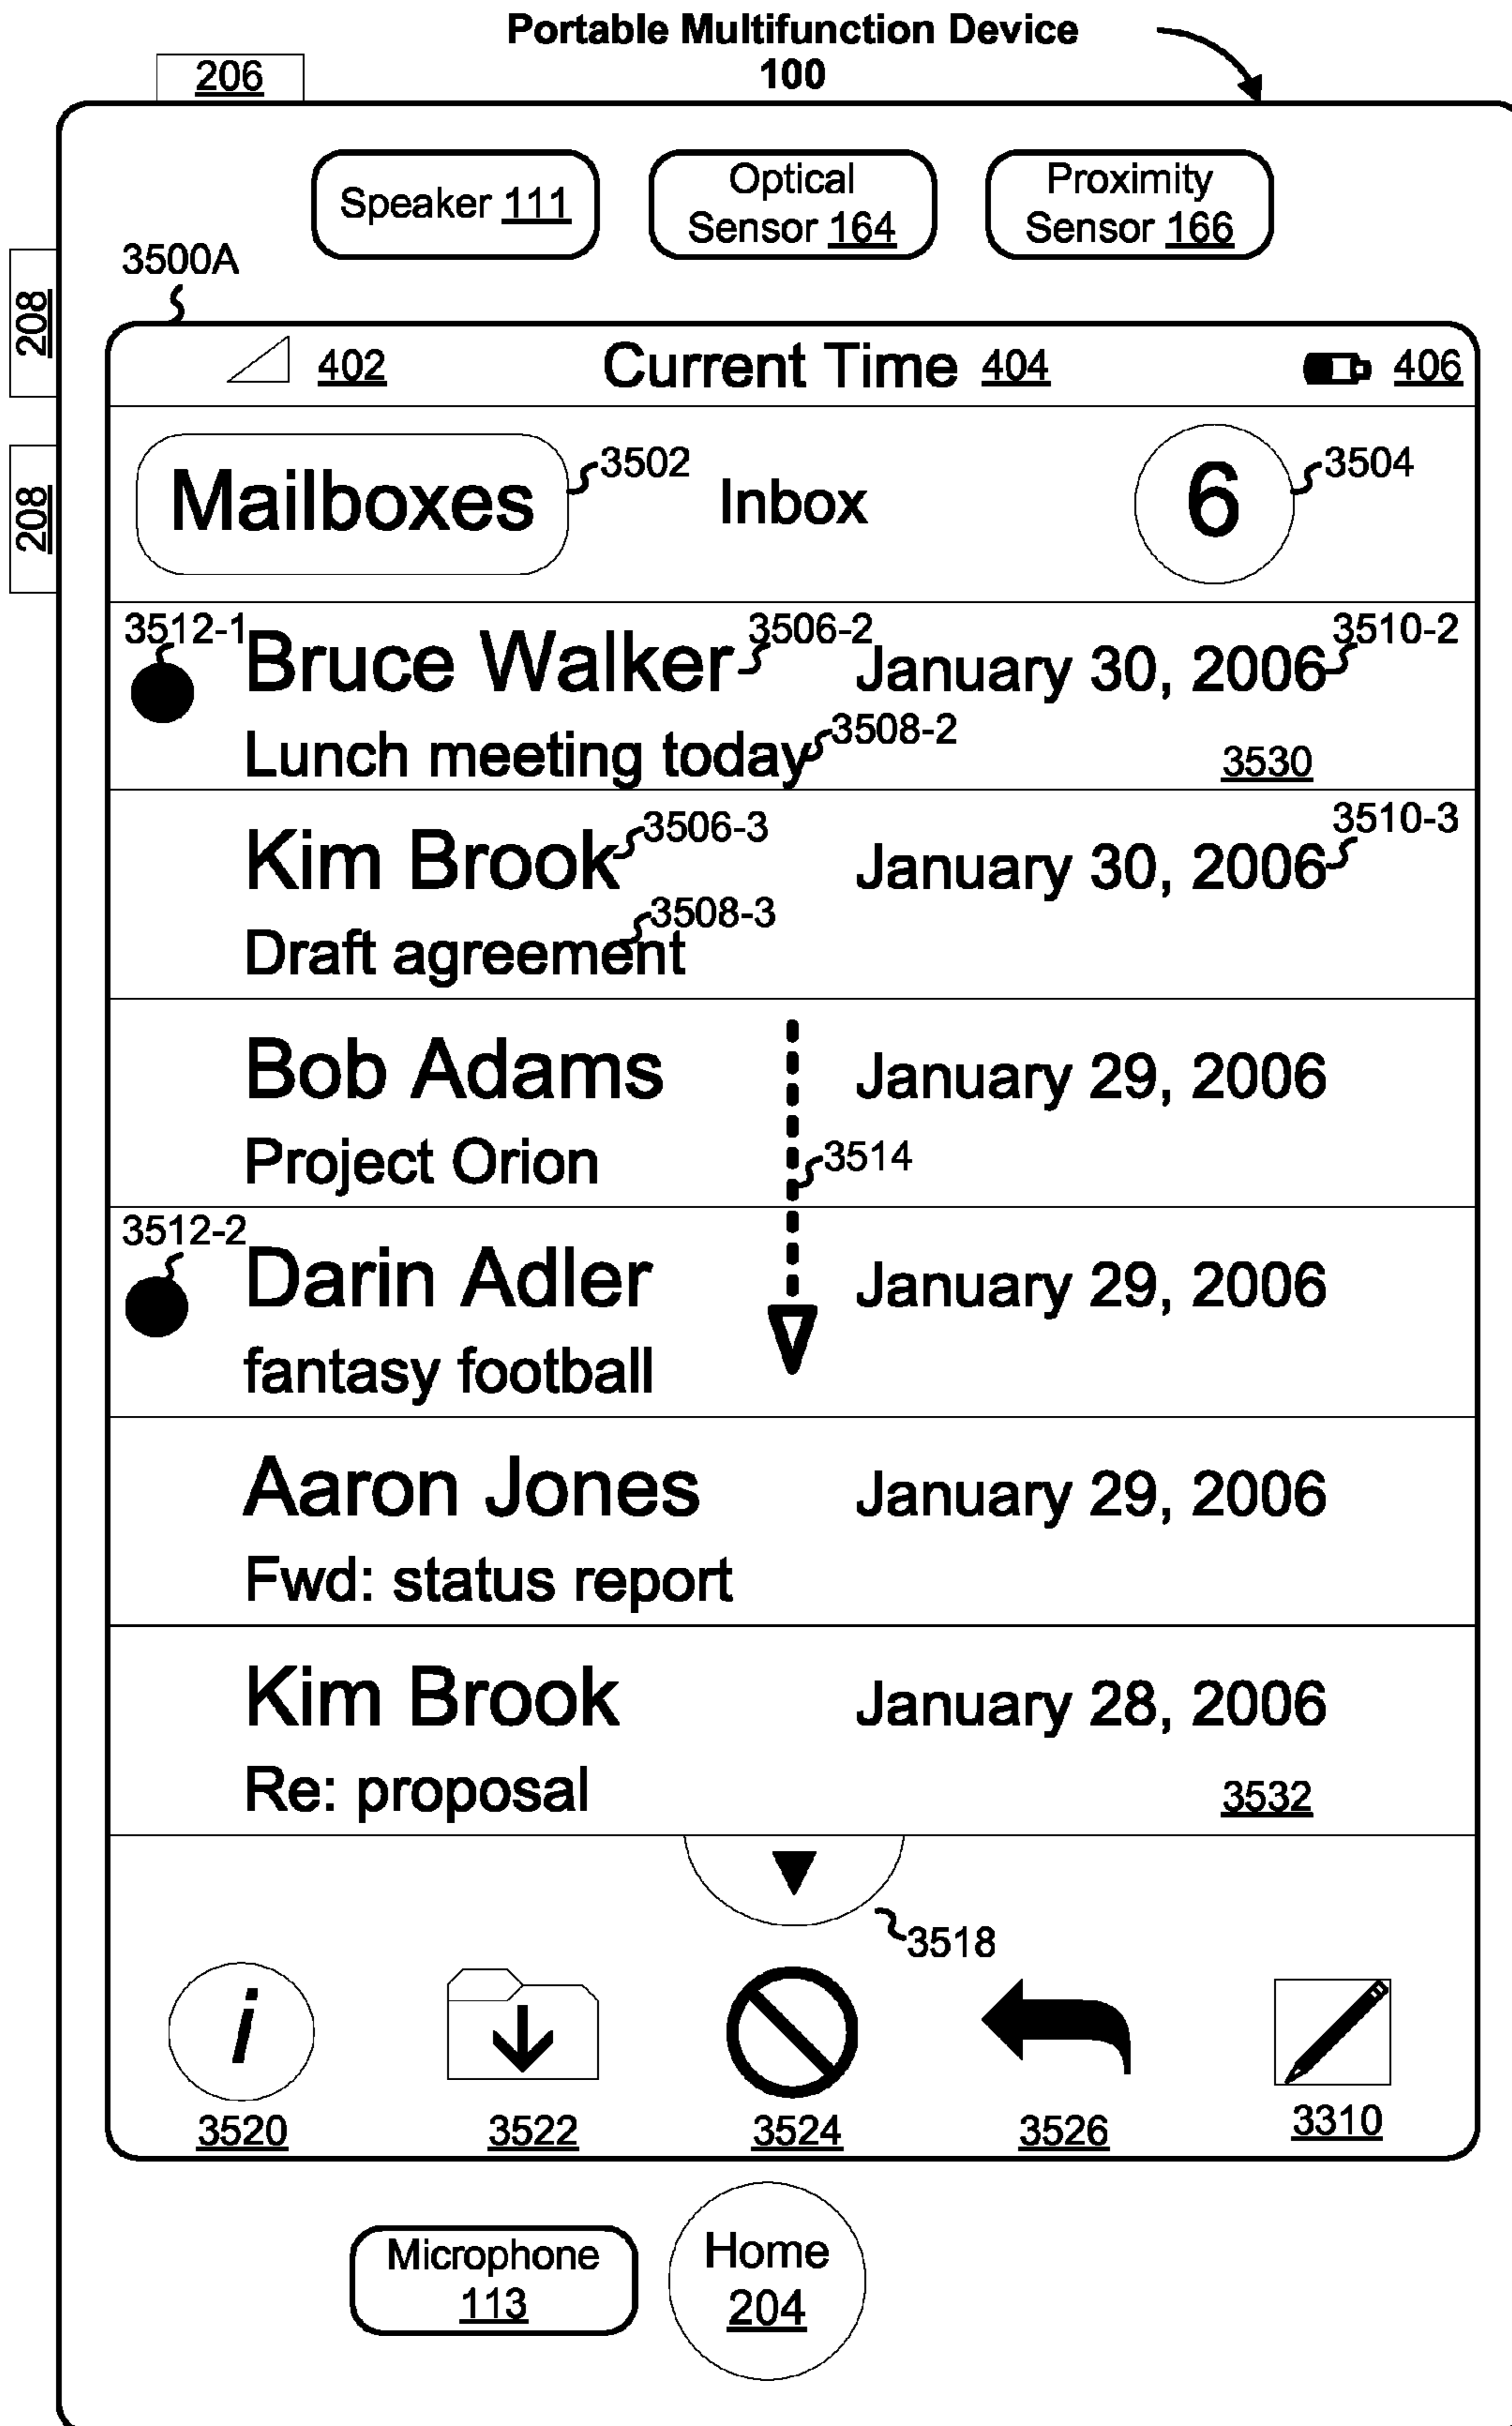 Portable Multifunction Device
100
206
Speaker 111
Optical
Sensor 164
Proximity
Sensor 166
3500A
208
208
402
Current Time 404
406
Mailboxes
3502
Inbox
6
3504
3512-1
Bruce Walker
3506-2
January 30, 2006
3510-2
Lunch meeting today
3508-2
3530
Kim Brook
3506-3
January 30, 2006
3510-3
Draft agreement
3508-3
Bob Adams
January 29, 2006
Project Orion
3514
3512-2
Darin Adler
January 29, 2006
fantasy football
Aaron Jones
January 29, 2006
Fwd: status report
Kim Brook
January 28, 2006
Re: proposal
3532
3518
i
3520
3522
3524
3526
3310
Microphone
113
Home
204